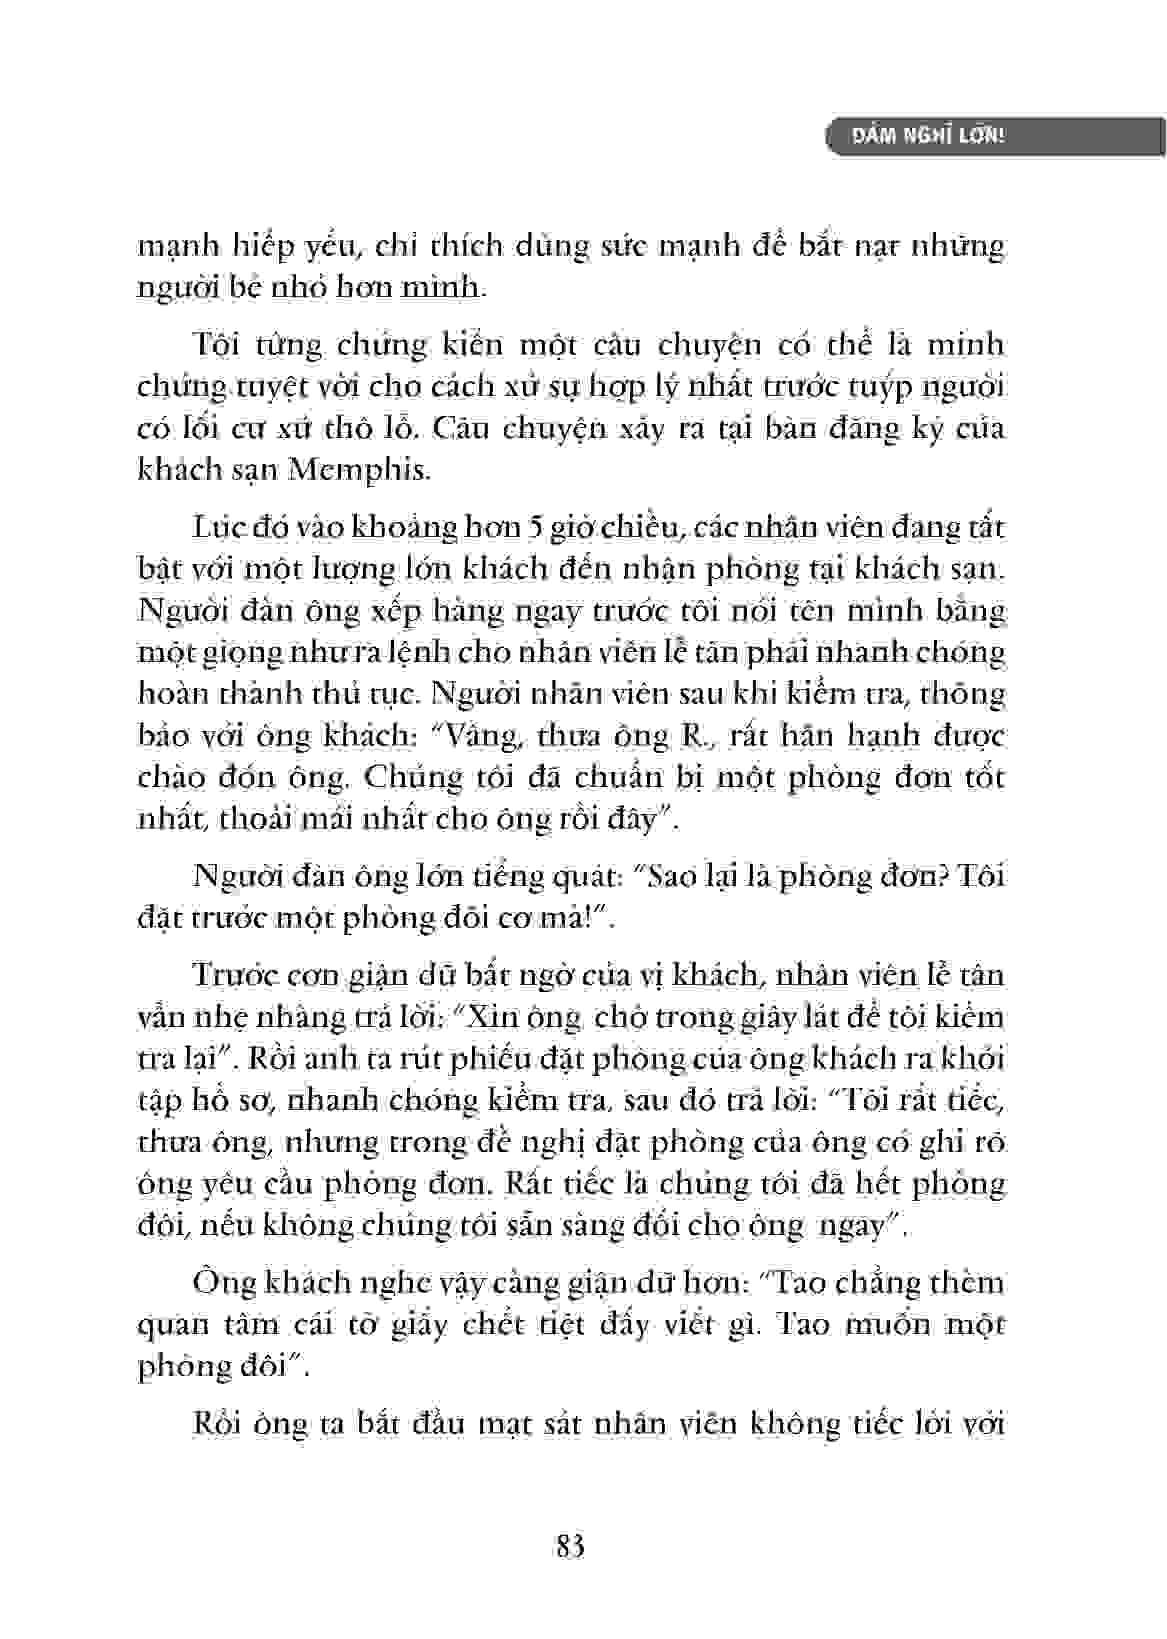 DÁM NGHĨ LỚN!
mạnh hiếp yếu, chỉ thích dùng sức mạnh để bắt nạt những
người bé nhỏ hơn mình.
Tôi từng chứng kiến một câu chuyện có thể là minh
chứng tuyệt vời cho cách xử sự hợp lý nhất trước tuýp người
có lối cư xử thô lỗ. Câu chuyện xảy ra tại bàn đăng ký của
khách sạn Memphis.
Lúc đó vào khoảng hơn 5 giờ chiều, các nhân viên đang tất
bật với một lượng lớn khách đến nhận phòng tại khách sạn.
Người đàn ông xếp hàng ngay trước tôi nói tên mình bằng
một giọng như ra lệnh cho nhân viên lễ tân phải nhanh chóng
hoàn thành thủ tục. Người nhân viên sau khi kiểm tra, thông
báo với ông khách: “Vâng, thưa ông R., rất hân hạnh được
chào đón ông. Chúng tôi đã chuẩn bị một phòng đơn tốt
nhất, thoải mái nhất cho ông rồi đây”.
Người đàn ông lớn tiếng quát: “Sao lại là phòng đơn? Tôi
đặt trước một phòng đôi cơ mà!”.
Trước cơn giận dữ bất ngờ của vị khách, nhân viên lễ tân
vẫn nhẹ nhàng trả lời: “Xin ông chờ trong giây lát để tôi kiểm
tra lại”. Rồi anh ta rút phiếu đặt phòng của ông khách ra khỏi
tập hồ sơ, nhanh chóng kiểm tra, sau đó trả lời: “Tôi rất tiếc,
thưa ông, nhưng trong đề nghị đặt phòng của ông có ghi rõ
ông yêu cầu phòng đơn. Rất tiếc là chúng tôi đã hết phòng
đôi, nếu không chúng tôi sẵn sàng đổi cho ông ngay”.
Ông khách nghe vậy càng giận dữ hơn: “Tao chẳng thèm
quan tâm cái tờ giấy chết tiệt đấy viết gì. Tao muốn một
phòng đôi”.
Rồi ông ta bắt đầu mạt sát nhân viên không tiếc lời với
83